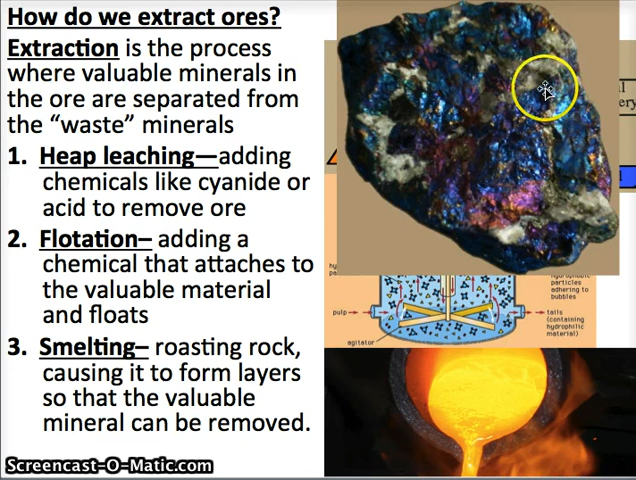 How do we extract ores?
Extraction is the process
where valuable minerals in
the ore are separated from
the “waste” minerals
1. Heap leaching—adding
chemicals like cyanide or
acid to remove ore
2. Flotation– adding a
chemical that attaches to
the valuable material
and floats
3. Smelting– roasting rock,
causing it to form layers
so that the valuable
mineral can be removed.
particles
adhering to
bubbles
pulp
tails
(containing
hydrophilic
material)
agitator
Screencast-O-Matic.com